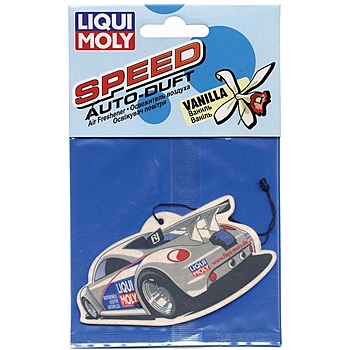 LIQUI
MOLY
SPEED
AUTO-DUFT
Air Freshener • Освежитель воздуха
Освіжувач повітря
VANILLA
Ваниль
Ваніль
LIQUI
MOLY